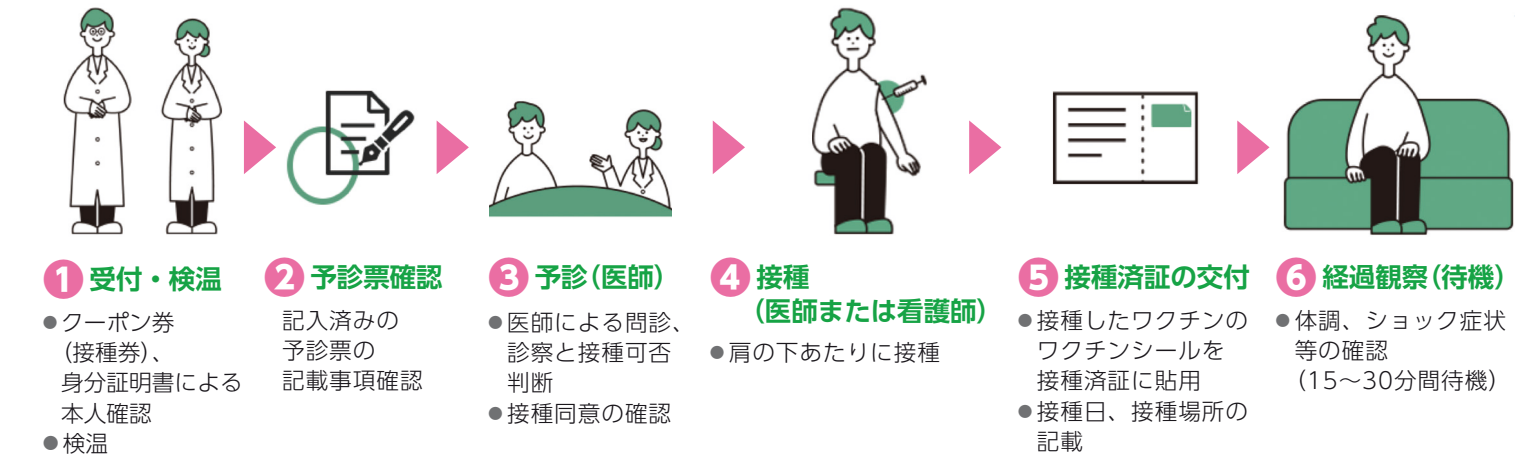 1 受付・検温
●クーポン券
（接種券）、
身分証明書による
本人確認
●検温
2 予診票確認
記入済みの
予診票の
記載事項確認
3 予診（医師）
●医師による問診、
診察と接種可否
判断
●接種同意の確認
4 接種
（医師または看護師）
●肩の下あたりに接種
5 接種済証の交付
●接種したワクチンの
ワクチンシールを
接種済証に貼用
●接種日、接種場所の
記載
6 経過観察（待機）
●体調、ショック症状
等の確認
（15〜30分間待機）